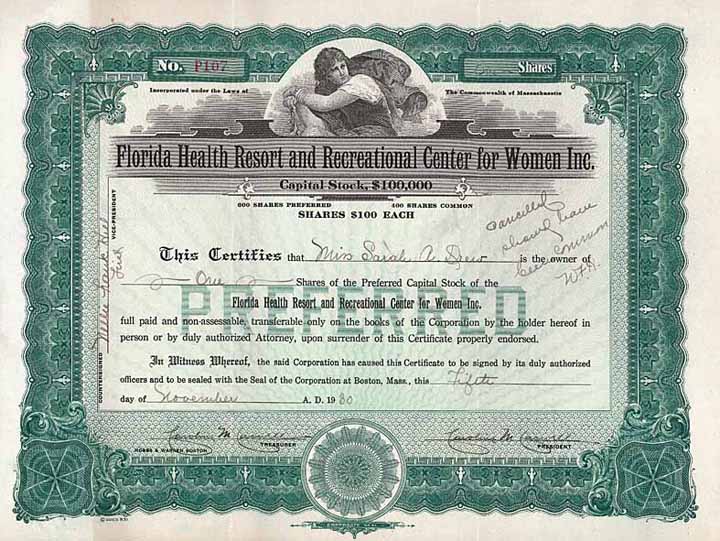 No. P107
Shares
Incorporated under the Laws of
The Commonwealth of Massachusetts
Florida Health Resort and Recreational Center for Women Inc.
Capital Stock, $100,000
600 SHARES PREFERRED 400 SHARES COMMON
SHARES $100 EACH
This Certifies that Miss Sarah A. Drew is the owner of
One Shares of the Preferred Capital Stock of the
Florida Health Resort and Recreational Center for Women Inc.
PREFERRED
full paid and non-assessable, transferable only on the books of the Corporation by the holder hereof in
person or by duly authorized Attorney, upon surrender of this Certificate properly endorsed.
In Witness Whereof, the said Corporation has caused this Certificate to be signed by its duly authorized
officers and to be sealed with the Seal of the Corporation at Boston, Mass., this
day of November A. D. 1930
Caroline M.
TREASURER
Caroline M.
PRESIDENT
HOBBS & WARREN BOSTON
COUNTERSIGNED
VICE-PRESIDENT
Cancelled
should have
been common